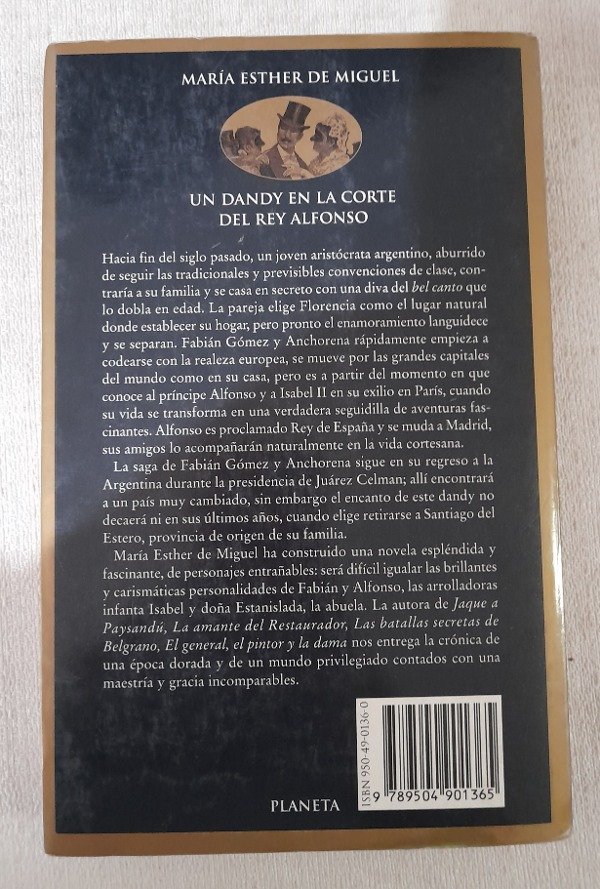 MARÍA ESTHER DE MIGUEL
UN DANDY EN LA CORTE
DEL REY ALFONSO
Hacia fin del siglo pasado, un joven aristócrata argentino, aburrido
de seguir las tradicionales y previsibles convenciones de clase, con-
traría a su familia y se casa en secreto con una diva del bel canto que
lo dobla en edad. La pareja elige Florencia como el lugar natural
donde establecer su hogar, pero pronto el enamoramiento languidece
y se separan. Fabián Gómez y Anchorena rápidamente empieza a
codearse con la realeza europea, se mueve por las grandes capitales
del mundo como en su casa, pero es a partir del momento en que
conoce al príncipe Alfonso y a Isabel II en su exilio en París, cuando
su vida se transforma en una verdadera seguidilla de aventuras fas-
cinantes. Alfonso es proclamado Rey de España y se muda a Madrid,
sus amigos lo acompañarán naturalmente en la vida cortesana.
La saga de Fabián Gómez y Anchorena sigue en su regreso a la
Argentina durante la presidencia de Juárez Celman; allí encontrará
a un país muy cambiado, sin embargo el encanto de este dandy no
decaerá ni en sus últimos años, cuando elige retirarse a Santiago del
Estero, provincia de origen de su familia.
María Esther de Miguel ha construido una novela espléndida y
fascinante, de personajes entrañables: será difícil igualar las brillantes
y carismáticas personalidades de Fabián y Alfonso, las arrolladoras
infanta Isabel y doña Estanislada, la abuela. La autora de Jaque a
Paysandú, La amante del Restaurador, Las batallas secretas de
Belgrano, El general, el pintor y la dama nos entrega la crónica de
una época dorada y de un mundo privilegiado contados con una
maestría y gracia incomparables.
ISBN 950-49-0136-0
9 789504 901365
PLANETA